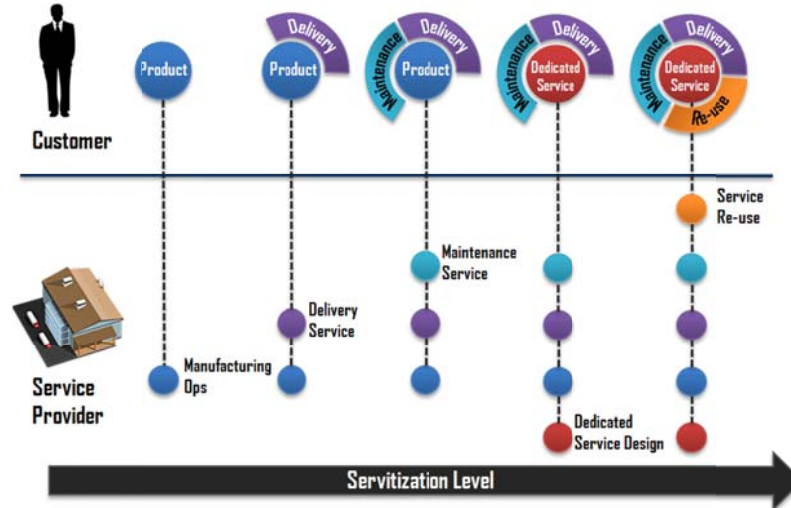 Delivery
Delivery
Delivery
Delivery
Maintenance
Maintenance
Maintenance
Product
Product
Product
Dedicated
Service
Dedicated
Service
Re-use
Customer
Service
Re-use
Maintenance
Service
Delivery
Service
Manufacturing
Ops
Service
Provider
Dedicated
Service Design
Servitization Level